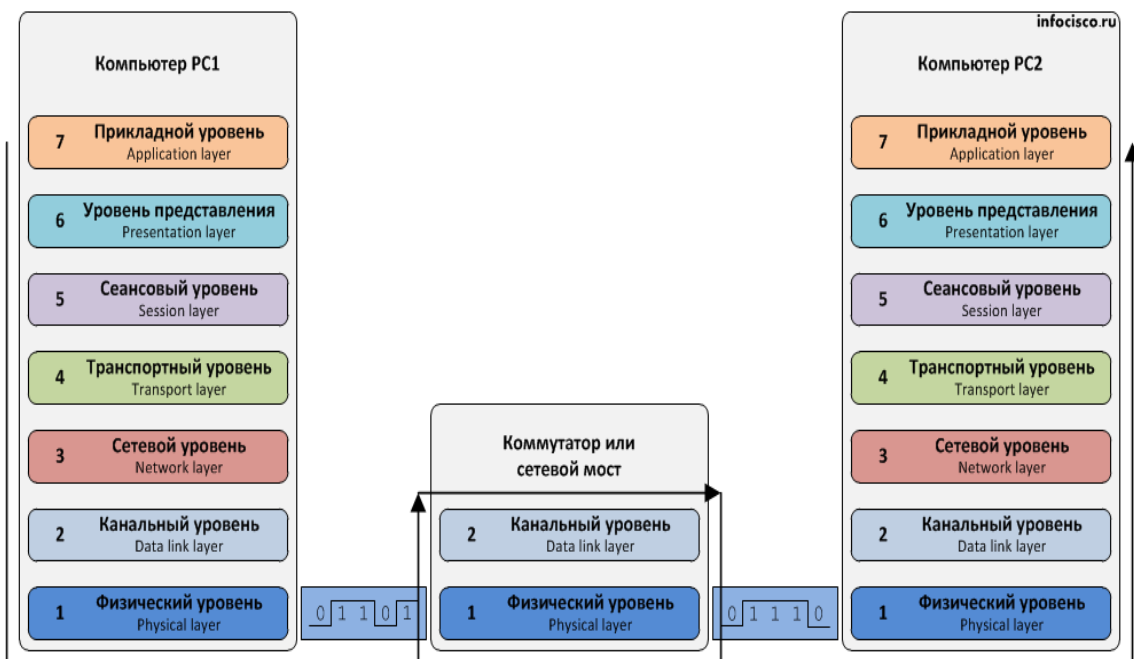 infocisco.ru
Компьютер PC1
7 Прикладной уровень
Application layer
6 Уровень представления
Presentation layer
5 Сеансовый уровень
Session layer
4 Транспортный уровень
Transport layer
3 Сетевой уровень
Network layer
2 Канальный уровень
Data link layer
1 Физический уровень
Physical layer
0 1 1 0 1
Коммутатор или
сетевой мост
2 Канальный уровень
Data link layer
1 Физический уровень
Physical layer
0 1 1 1 0
Компьютер PC2
7 Прикладной уровень
Application layer
6 Уровень представления
Presentation layer
5 Сеансовый уровень
Session layer
4 Транспортный уровень
Transport layer
3 Сетевой уровень
Network layer
2 Канальный уровень
Data link layer
1 Физический уровень
Physical layer